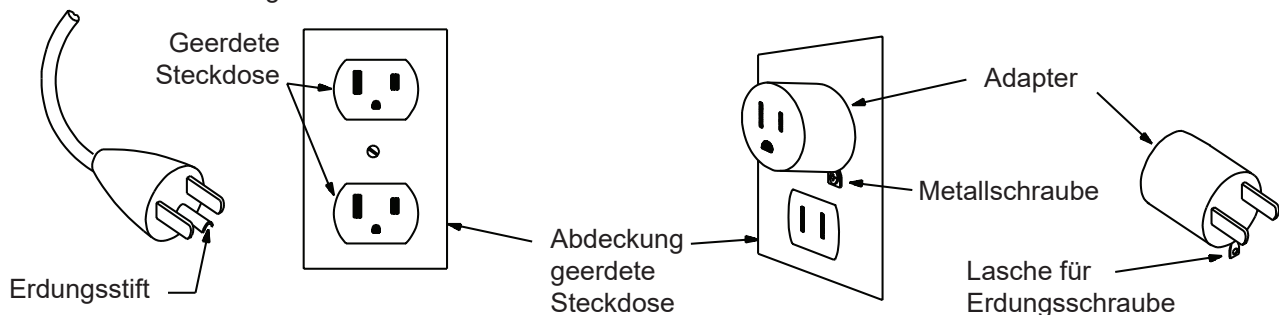 Geerdete
Steckdose
Adapter
Metallschraube
Abdeckung
geerdete
Steckdose
Erdungsstift
Lasche für
Erdungsschraube